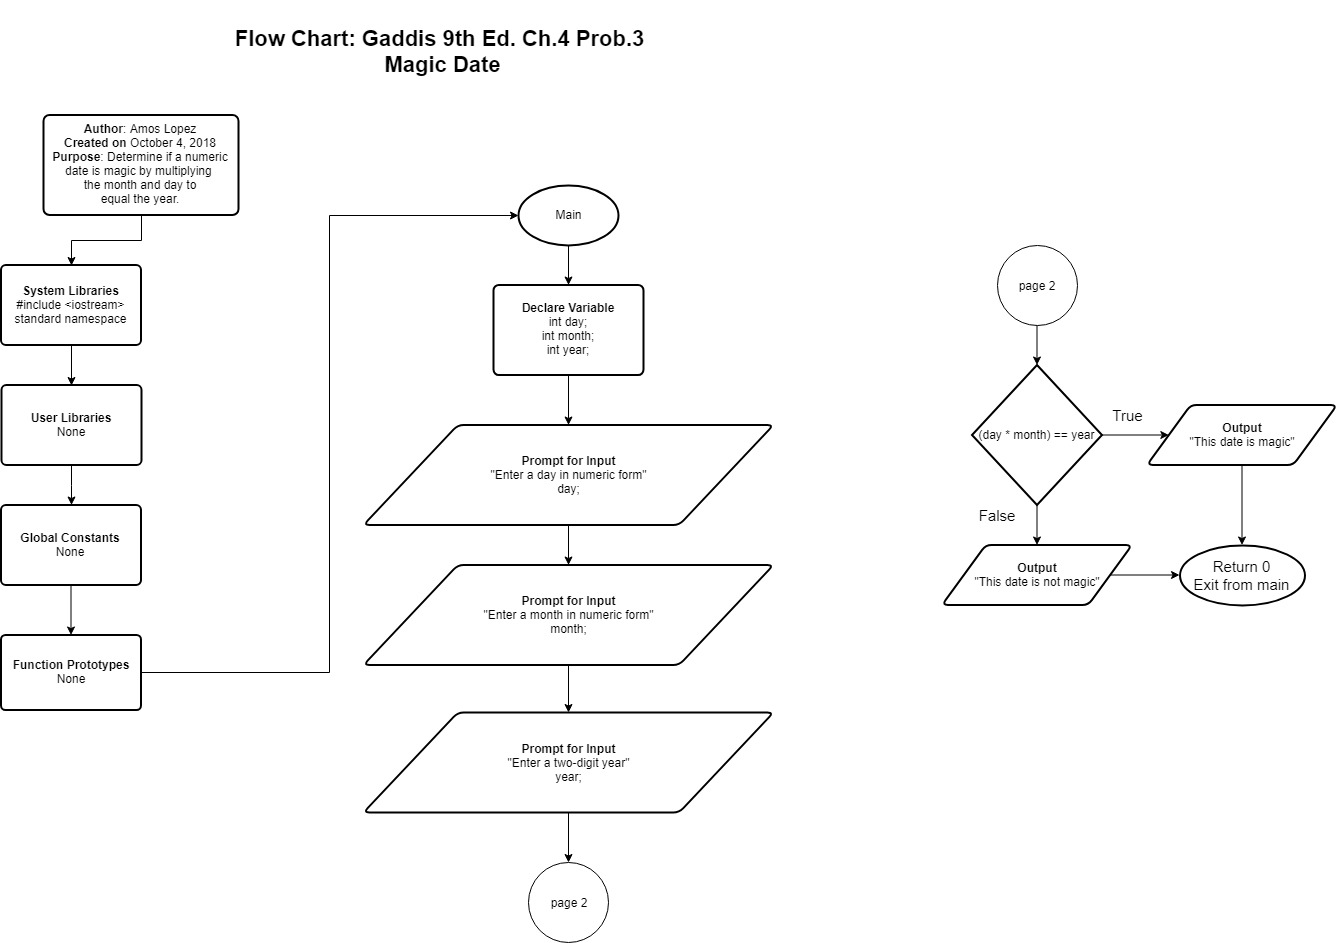 Flow Chart: Gaddis 9th Ed. Ch.4 Prob.3
Magic Date
Author: Amos Lopez
Created on October 4, 2018
Purpose: Determine if a numeric
date is magic by multiplying
the month and day to
equal the year.
System Libraries
#include <iostream>
standard namespace
User Libraries
None
Global Constants
None
Function Prototypes
None
Main
Declare Variable
int day;
int month;
int year;
Prompt for Input
"Enter a day in numeric form"
day;
Prompt for Input
"Enter a month in numeric form"
month;
Prompt for Input
"Enter a two-digit year"
year;
page 2
page 2
(day * month) == year
True
Output
"This date is magic"
False
Output
"This date is not magic"
Return 0
Exit from main